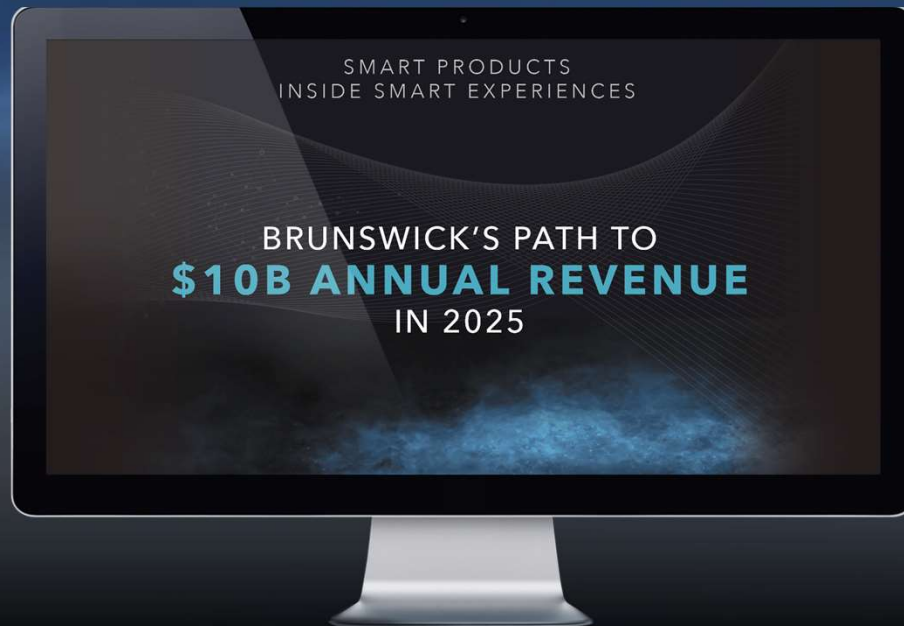 SMART PRODUCTS
INSIDE SMART EXPERIENCES
BRUNSWICK'S PATH TO
$10B ANNUAL REVENUE
IN 2025